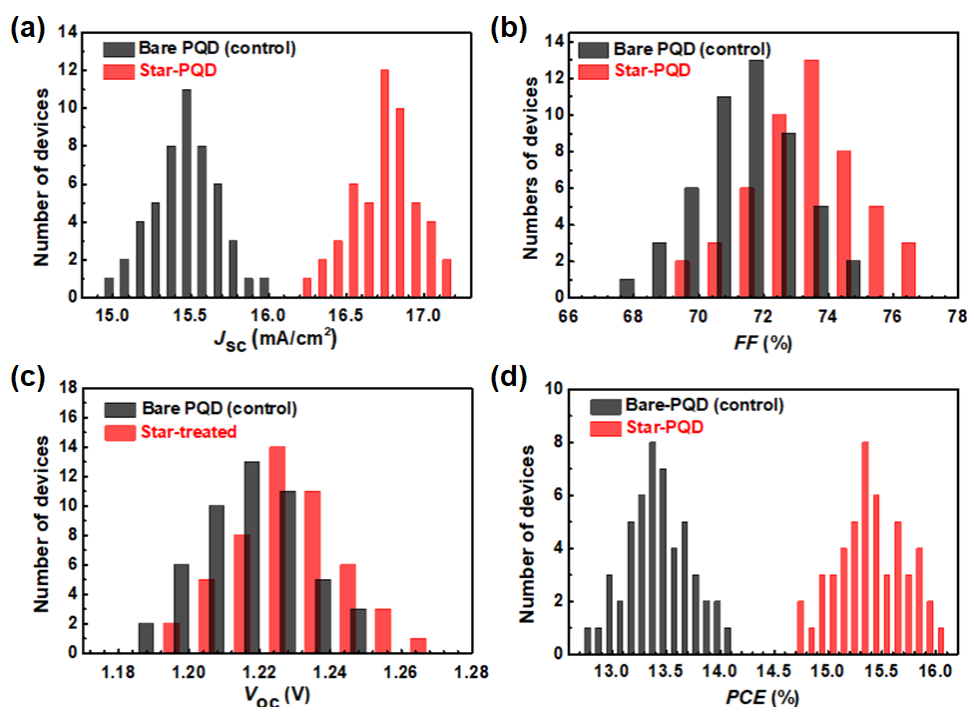 (a)
Bare PQD (control)
Star-PQD
Number of devices
14
12
10
8
6
4
2
0
15.0 15.5 16.0 16.5 17.0
JSC (mA/cm2)
(b)
Bare PQD (control)
Star-PQD
Numbers of devices
14
12
10
8
6
4
2
0
66 68 70 72 74 76 78
FF (%)
(c)
Bare PQD (control)
Star-treated
Number of devices
18
16
14
12
10
8
6
4
2
0
1.18 1.20 1.22 1.24 1.26 1.28
VOC (V)
(d)
Bare-PQD (control)
Star-PQD
Number of devices
10
8
6
4
2
0
13.0 13.5 14.0 14.5 15.0 15.5 16.0
PCE (%)